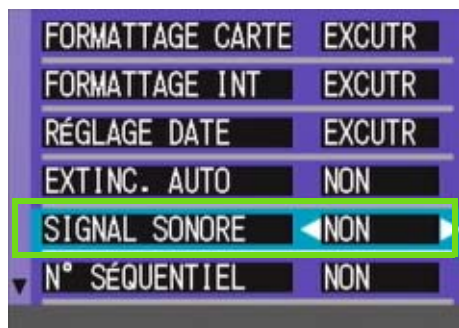 FORMATTAGE CARTE EXCUTR
FORMATTAGE INT EXCUTR
RÉGLAGE DATE EXCUTR
EXTINC. AUTO NON
SIGNAL SONORE NON
N° SÉQUENTIEL NON